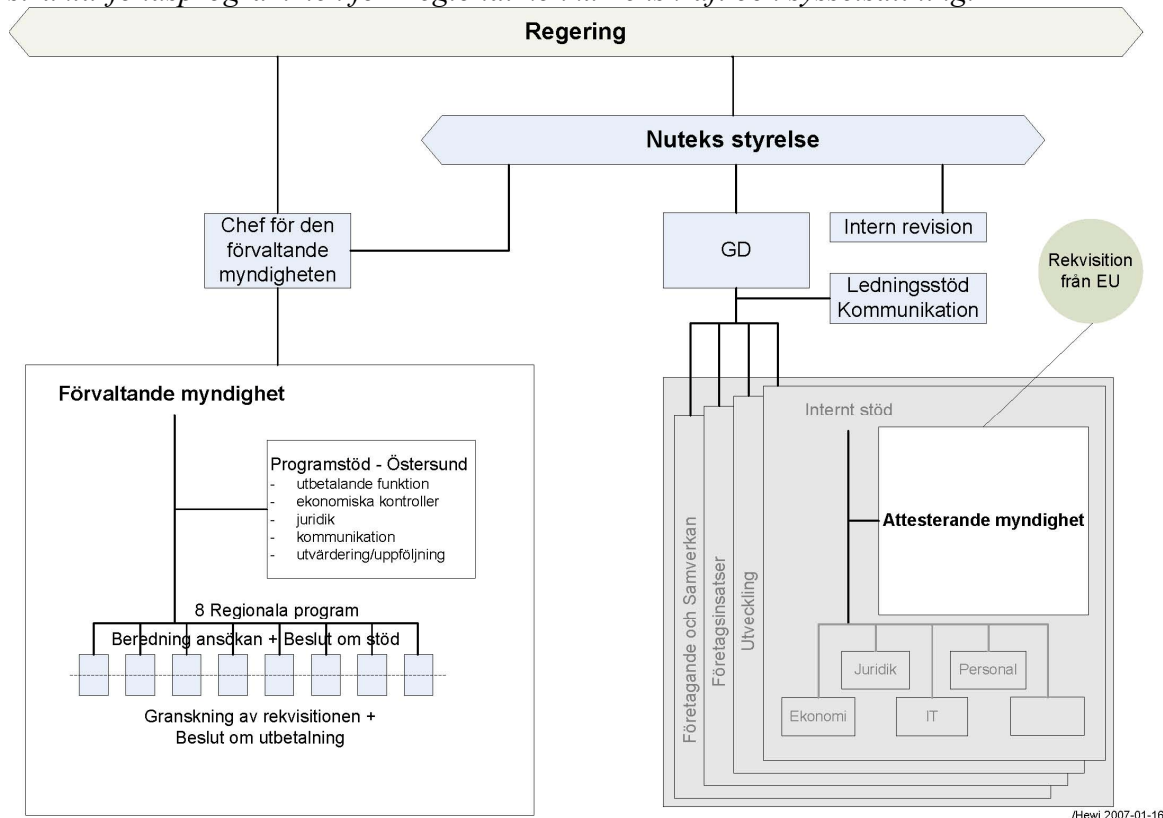 Regering
Nuteks styrelse
Chef för den
förvaltande
myndigheten
GD
Intern revision
Ledningsstöd
Kommunikation
Rekvisition
från EU
Förvaltande myndighet
Programstöd - Östersund
- utbetalande funktion
- ekonomiska kontroller
- juridik
- kommunikation
- utvärdering/uppföljning
8 Regionala program
Beredning ansökan + Beslut om stöd
Granskning av rekvisitionen +
Beslut om utbetalning
Företagande och Samverkan
Företagsinsatser
Utveckling
Internt stöd
Attesterande myndighet
Juridik
Personal
Ekonomi
IT
/Hewi 2007-01-16